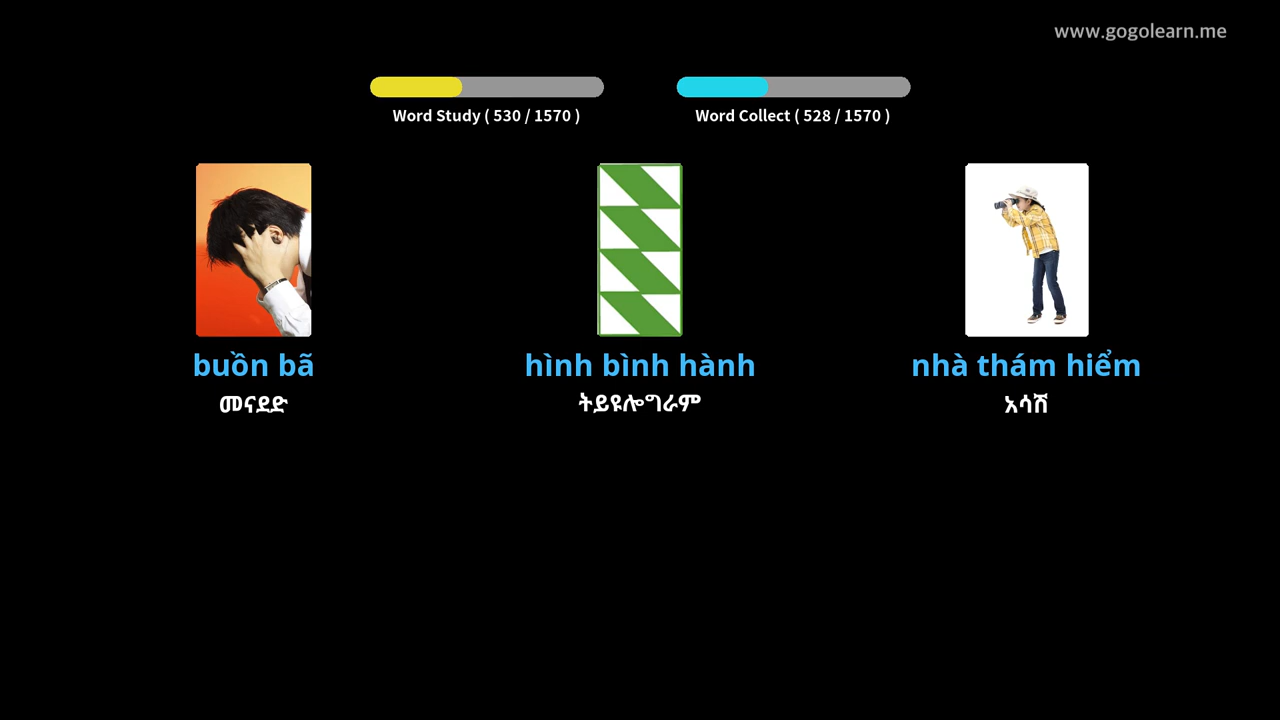 www.gogolearn.me
Word Study ( 530 / 1570 )
Word Collect ( 528 / 1570 )
buồn bã
hình bình hành
nhà thám hiểm
መናደድ
ትይዩሎግራም
አሳሽ